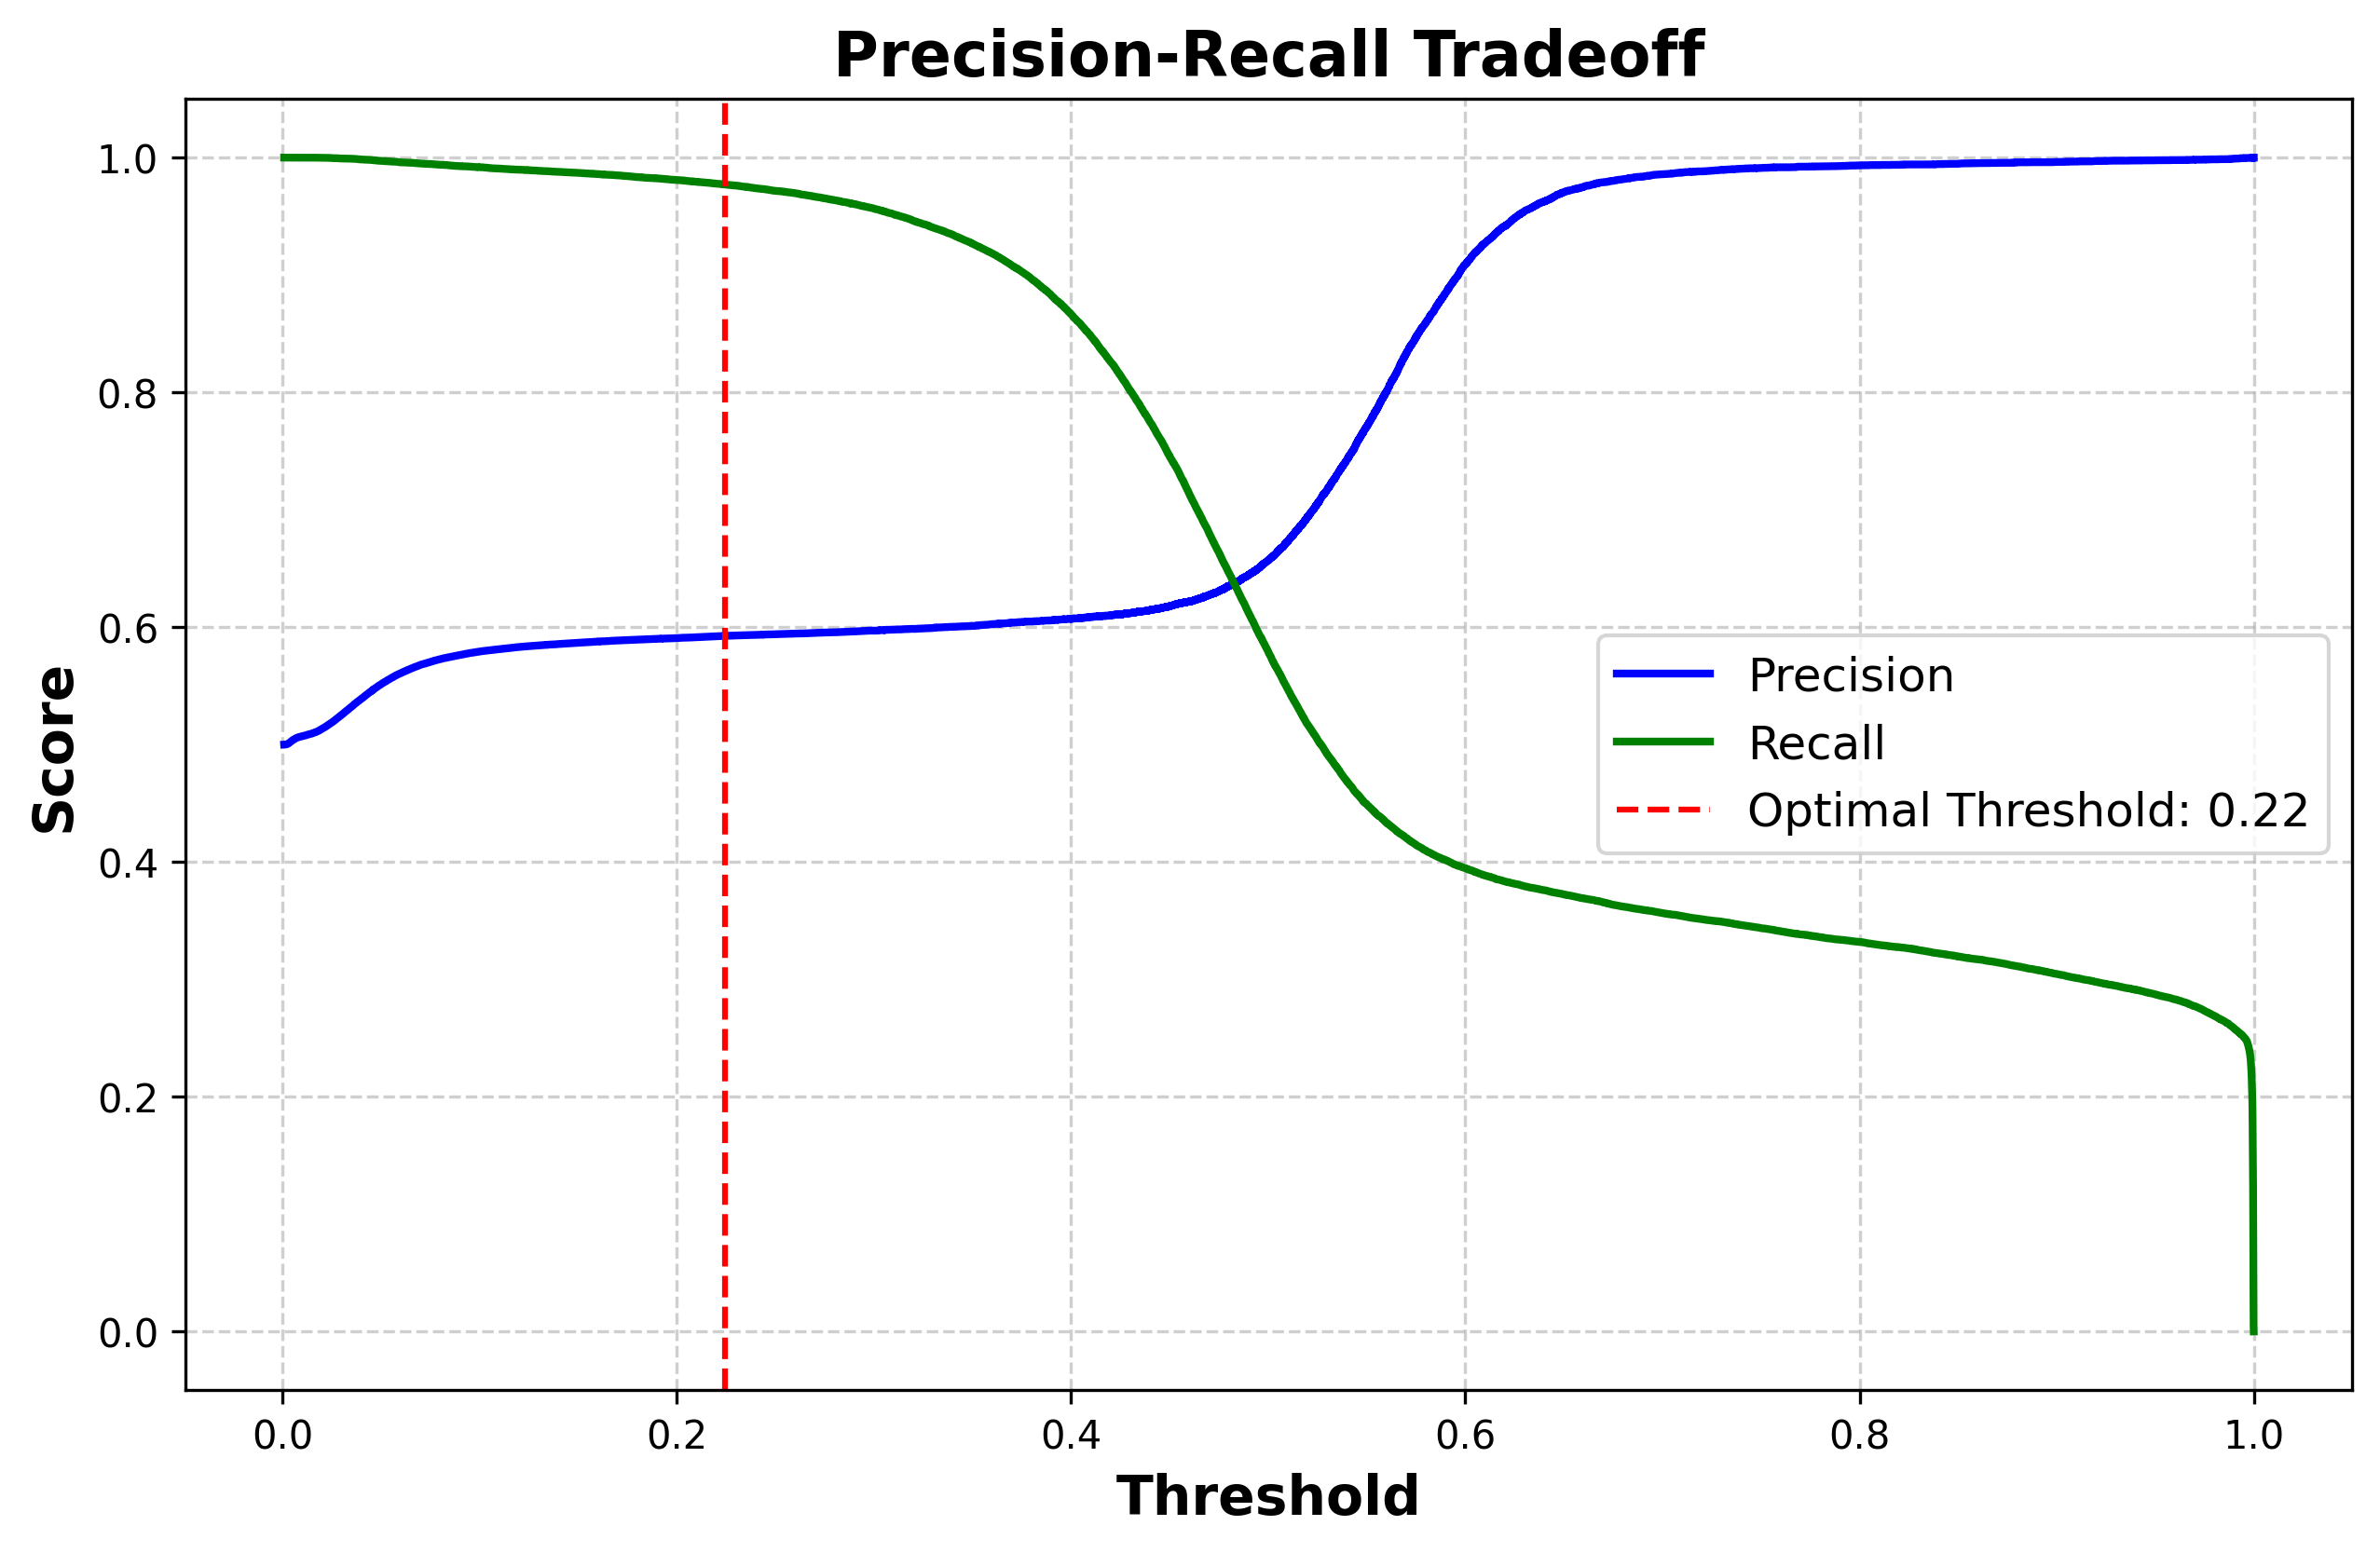 Precision-Recall Tradeoff
1.0
0.8
0.6
0.4
0.2
0.0
Score
Precision
Recall
Optimal Threshold: 0.22
0.0 0.2 0.4 0.6 0.8 1.0
Threshold